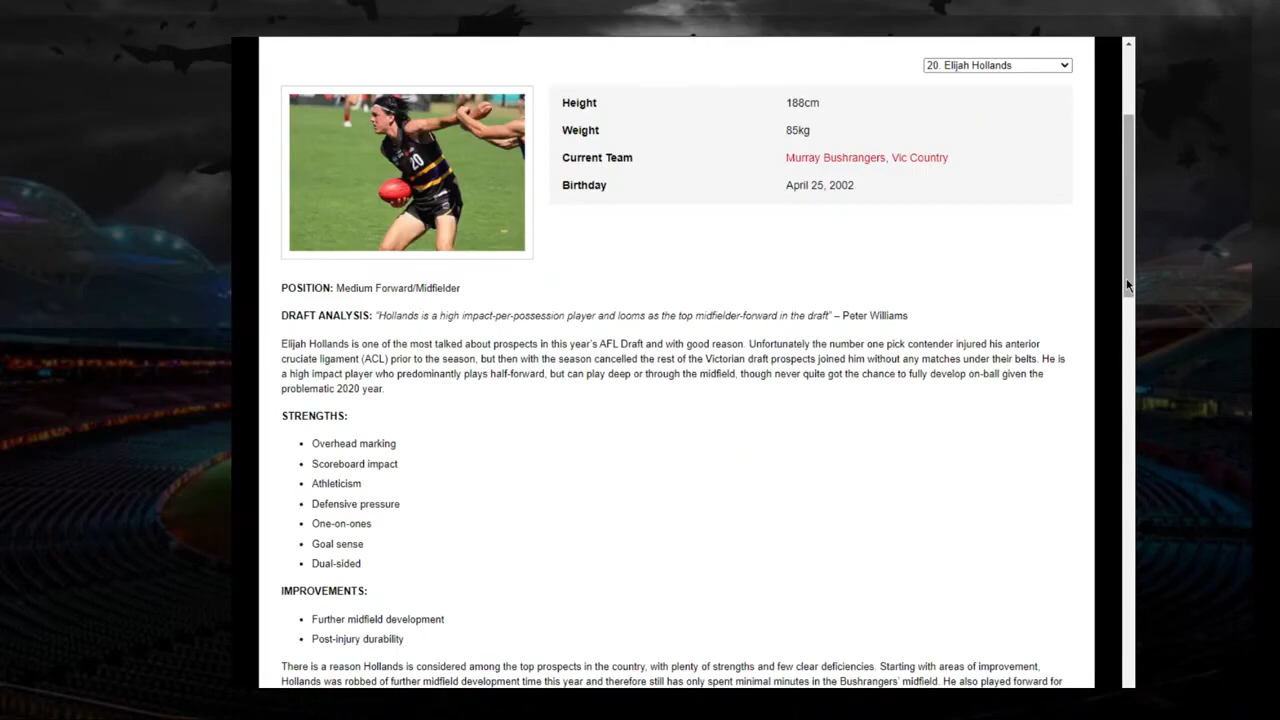 20. Elijah Hollands
20
Height 188cm
Weight 85kg
Current Team Murray Bushrangers, Vic Country
Birthday April 25, 2002
POSITION: Medium Forward/Midfielder
DRAFT ANALYSIS: “Hollands is a high impact-per-possession player and looms as the top midfielder-forward in the draft” – Peter Williams
Elijah Hollands is one of the most talked about prospects in this year’s AFL Draft and with good reason. Unfortunately the number one pick contender injured his anterior
cruciate ligament (ACL) prior to the season, but then with the season cancelled the rest of the Victorian draft prospects joined him without any matches under their belts. He is
a high impact player who predominantly plays half-forward, but can play deep or through the midfield, though never quite got the chance to fully develop on-ball given the
problematic 2020 year.
STRENGTHS:
• Overhead marking
• Scoreboard impact
• Athleticism
• Defensive pressure
• One-on-ones
• Goal sense
• Dual-sided
IMPROVEMENTS:
• Further midfield development
• Post-injury durability
There is a reason Hollands is considered among the top prospects in the country, with plenty of strengths and few clear deficiencies. Starting with areas of improvement,
Hollands was robbed of further midfield development time this year and therefore still has only spent minimal minutes in the Bushrangers’ midfield. He also played forward for